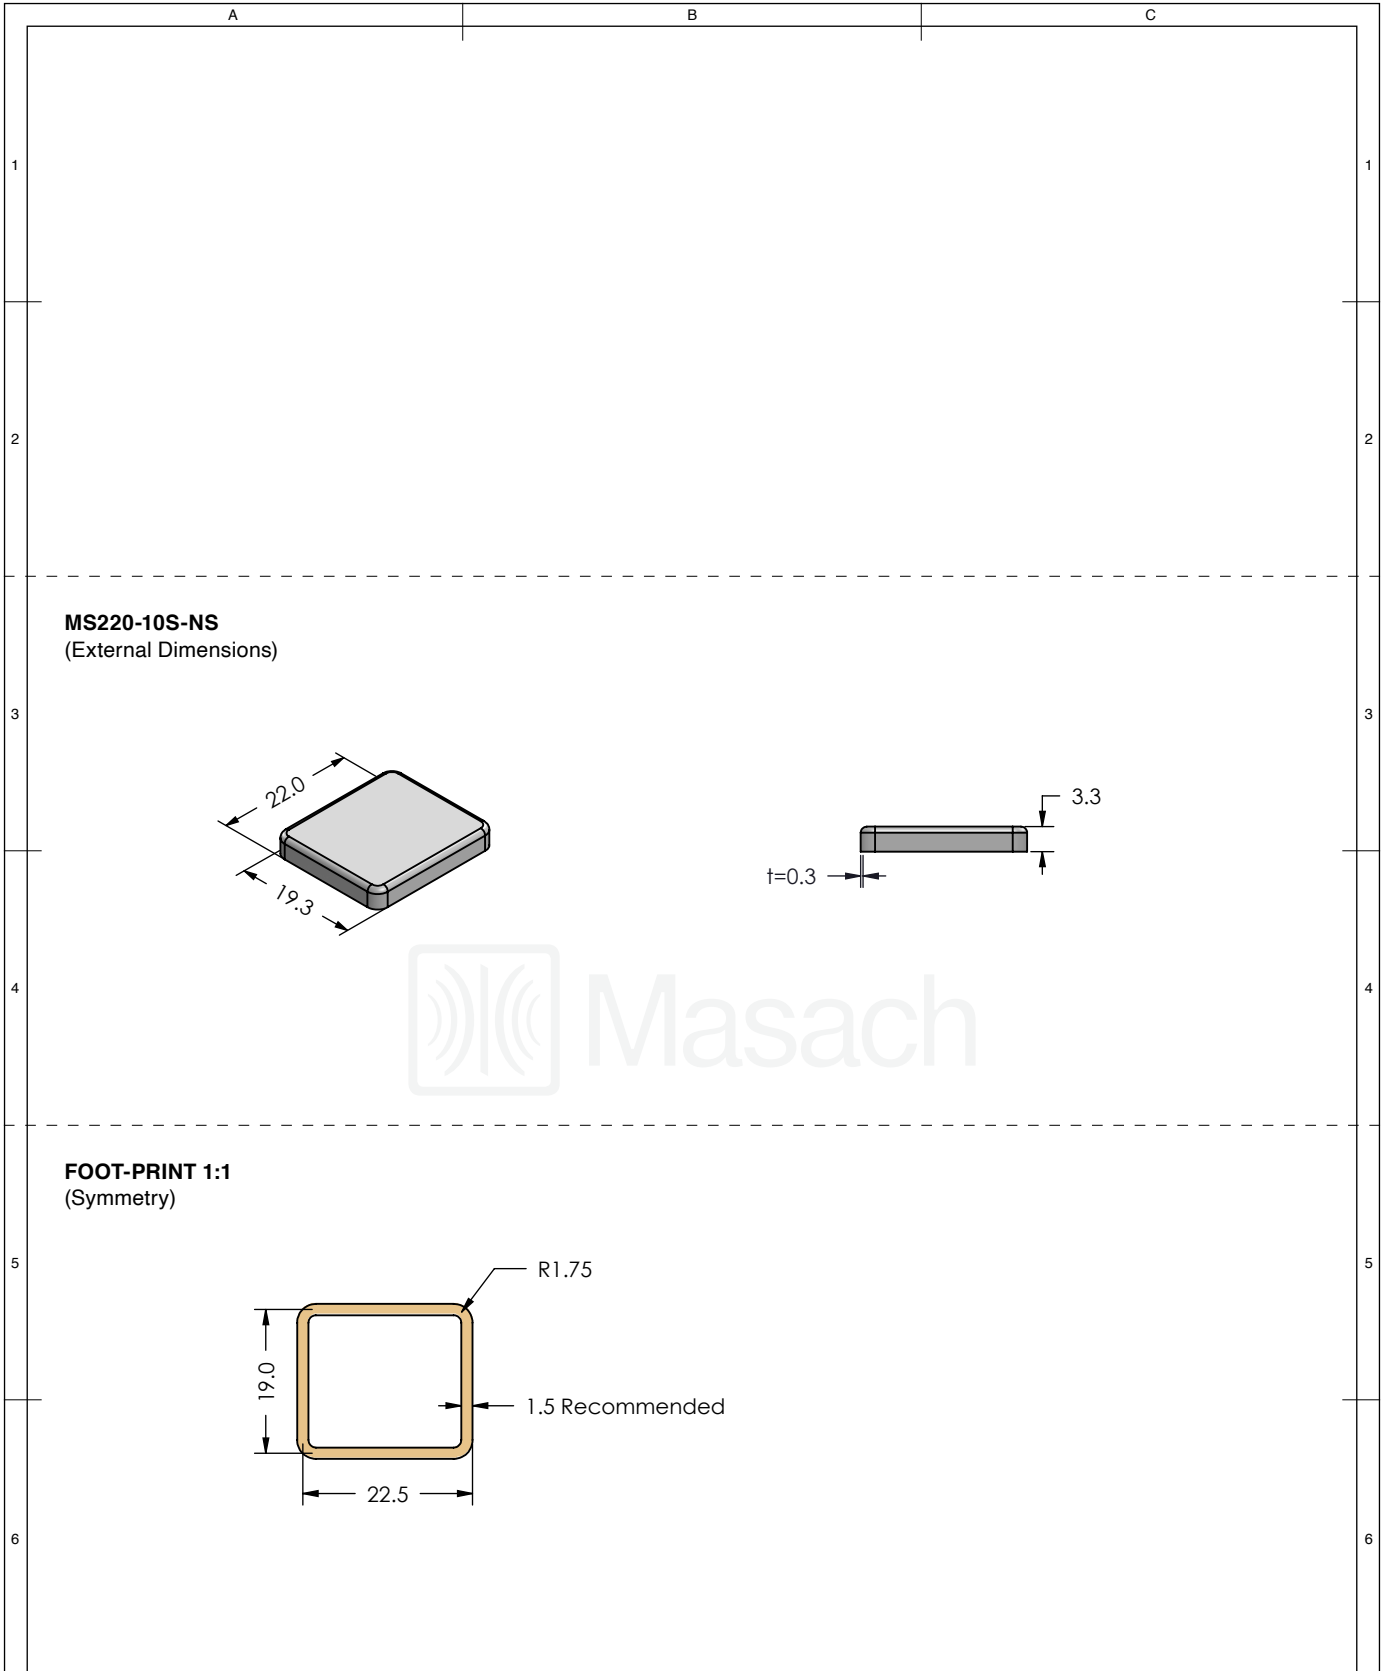 A B C
1 1
2 2
MS220-10S-NS
(External Dimensions)
3 3
22.0
19.3
3.3
t=0.3
Masach
4 4
FOOT-PRINT 1:1
(Symmetry)
5 5
R1.75
19.0
1.5 Recommended
22.5
6 6